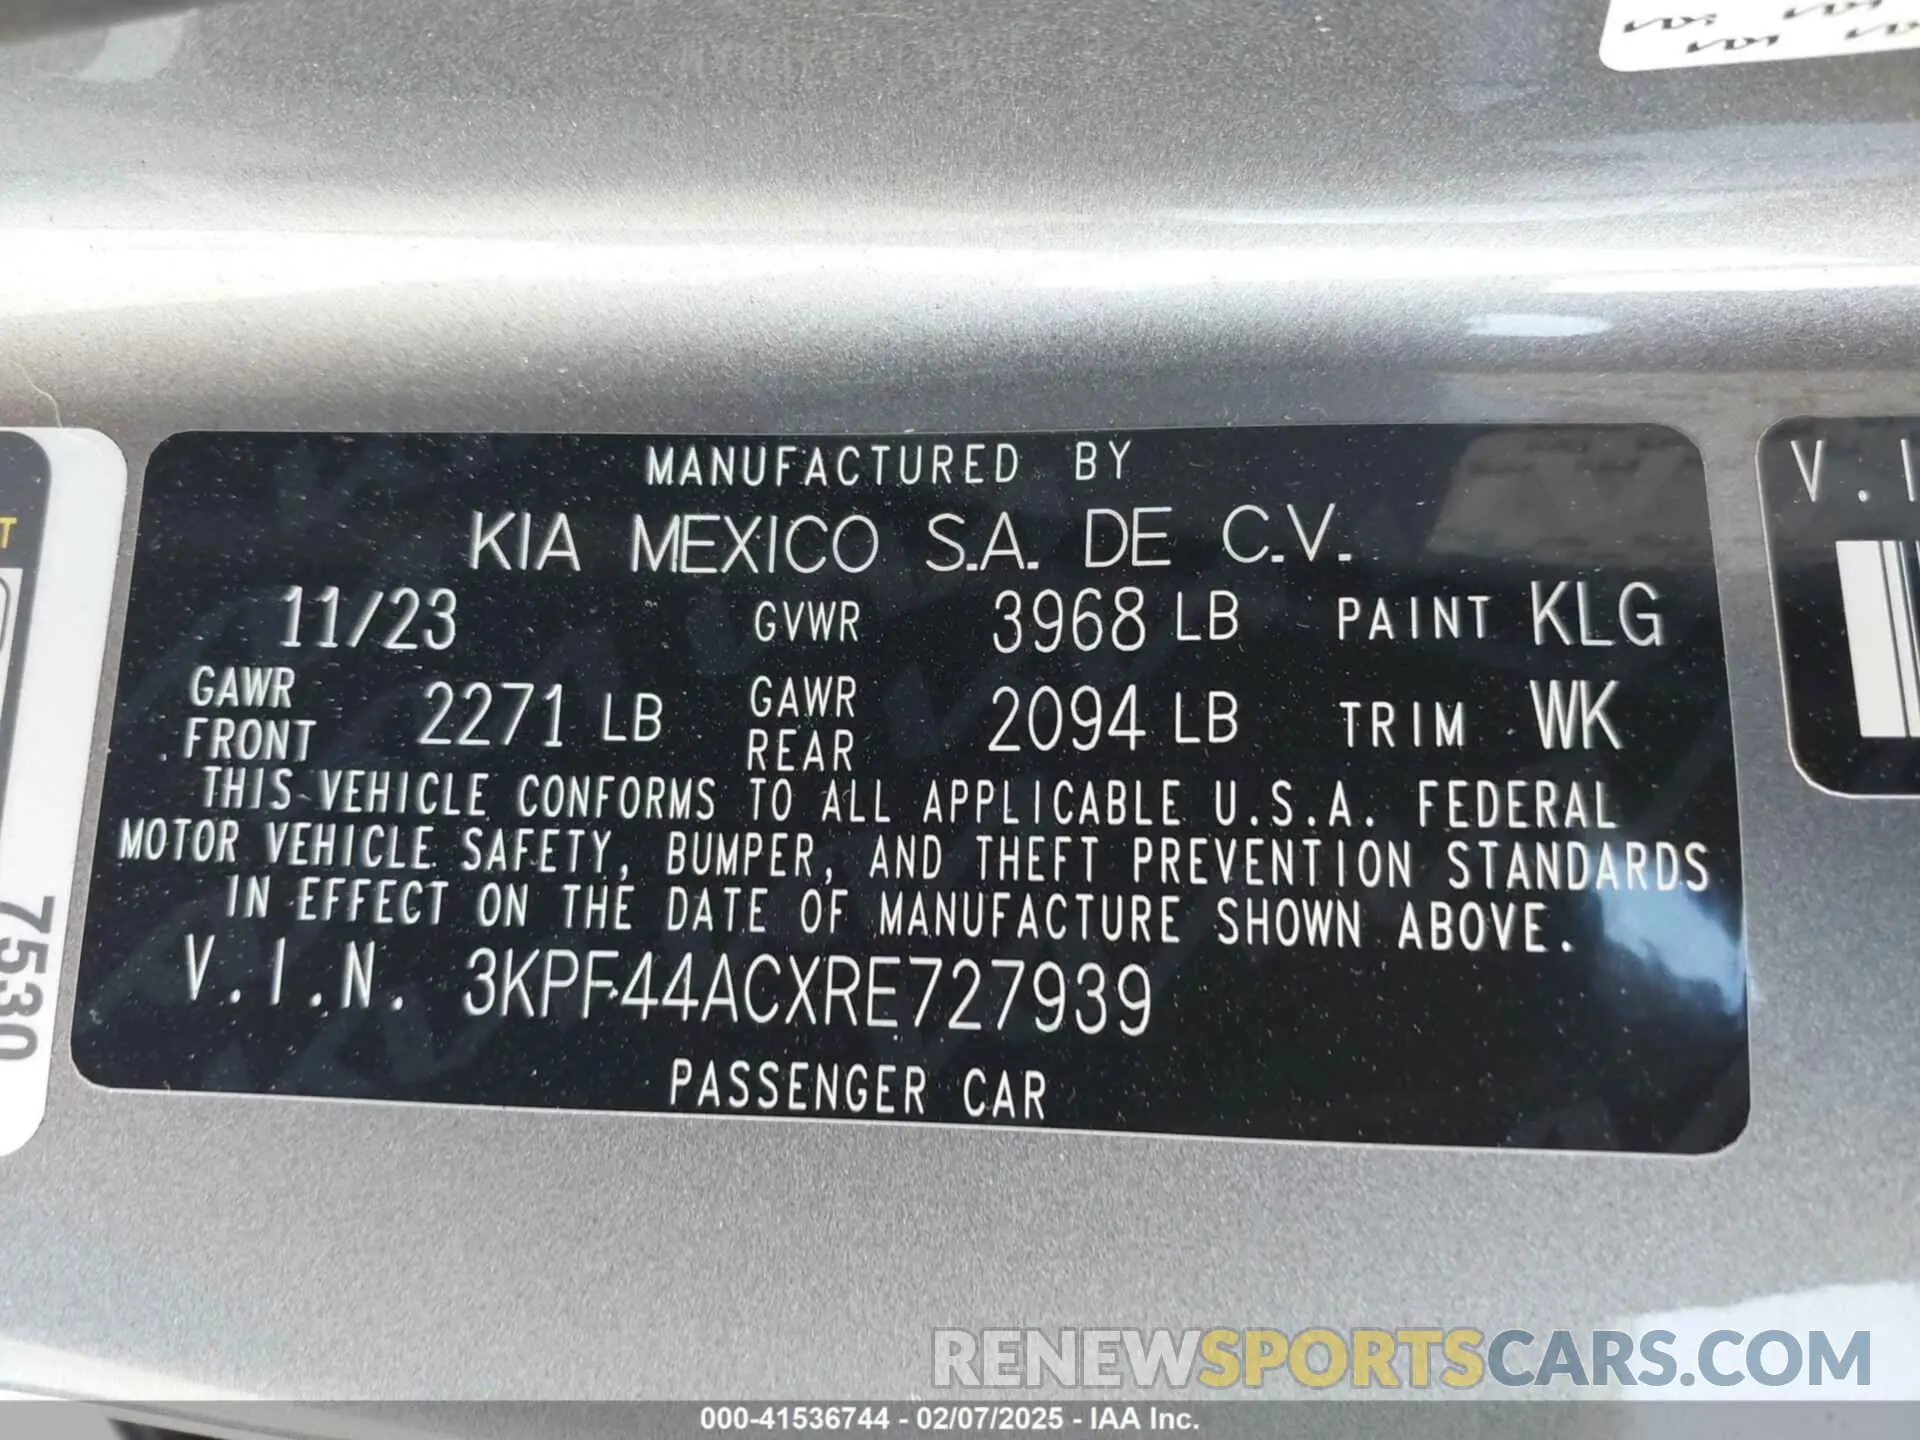 MANUFACTURED BY
KIA MEXICO S.A. DE C.V.
11/23 GVWR 3968 LB PAINT KLG
GAWR FRONT 2271 LB GAWR REAR 2094 LB TRIM WK
THIS VEHICLE CONFORMS TO ALL APPLICABLE U.S.A. FEDERAL
MOTOR VEHICLE SAFETY, BUMPER, AND THEFT PREVENTION STANDARDS
IN EFFECT ON THE DATE OF MANUFACTURE SHOWN ABOVE.
V.I.N. 3KPF44ACXRE727939
PASSENGER CAR
V.I
T
7530
RENEWSPORTSCARS.COM
000-41536744 - 02/07/2025 - IAA Inc.